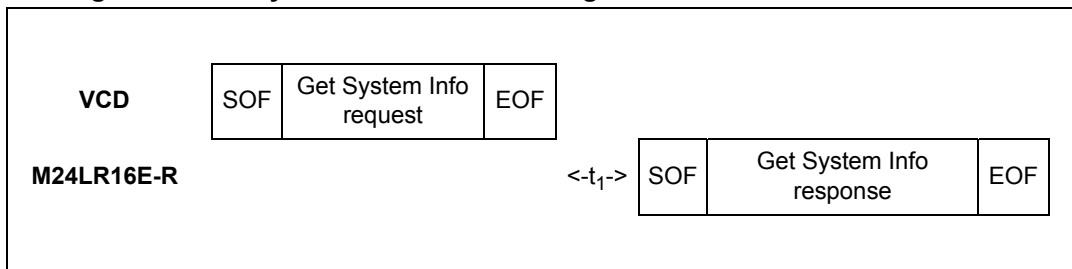 VCD
SOF
Get System Info
request
EOF
M24LR16E-R
<-t1->
SOF
Get System Info
response
EOF